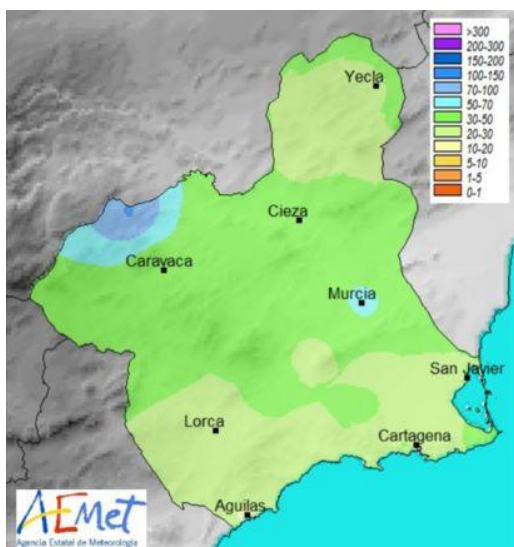 >300
200-300
150-200
100-150
70-100
50-70
30-50
20-30
10-20
5-10
1-5
0-1
Yecla
Cieza
Caravaca
Murcia
San Javier
Lorca
Cartagena
Aguilas
AEmet
Agencia Estatal de Meteorología